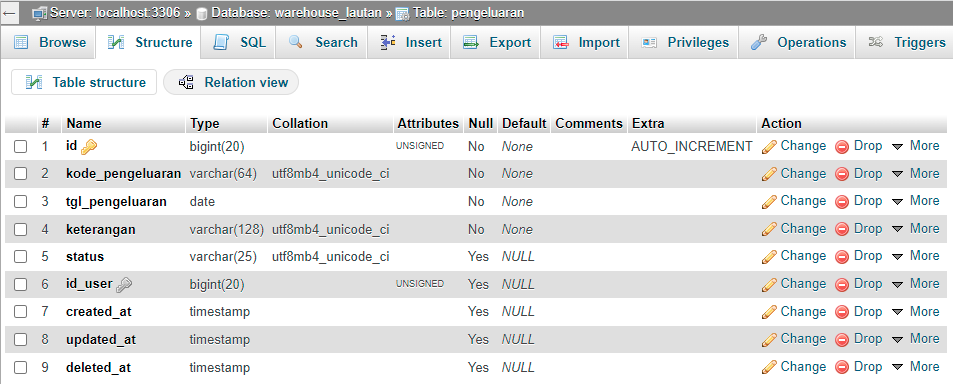 Server: localhost:3306 » Database: warehouse_lautan » Table: pengeluaran
Browse Structure SQL Search Insert Export Import Privileges Operations Triggers
Table structure Relation view
# Name Type Collation Attributes Null Default Comments Extra Action
1 id bigint(20) UNSIGNED No None AUTO_INCREMENT Change Drop More
2 kode_pengeluaran varchar(64) utf8mb4_unicode_ci No None Change Drop More
3 tgl_pengeluaran date No None Change Drop More
4 keterangan varchar(128) utf8mb4_unicode_ci No None Change Drop More
5 status varchar(25) utf8mb4_unicode_ci Yes NULL Change Drop More
6 id_user bigint(20) UNSIGNED Yes NULL Change Drop More
7 created_at timestamp Yes NULL Change Drop More
8 updated_at timestamp Yes NULL Change Drop More
9 deleted_at timestamp Yes NULL Change Drop More